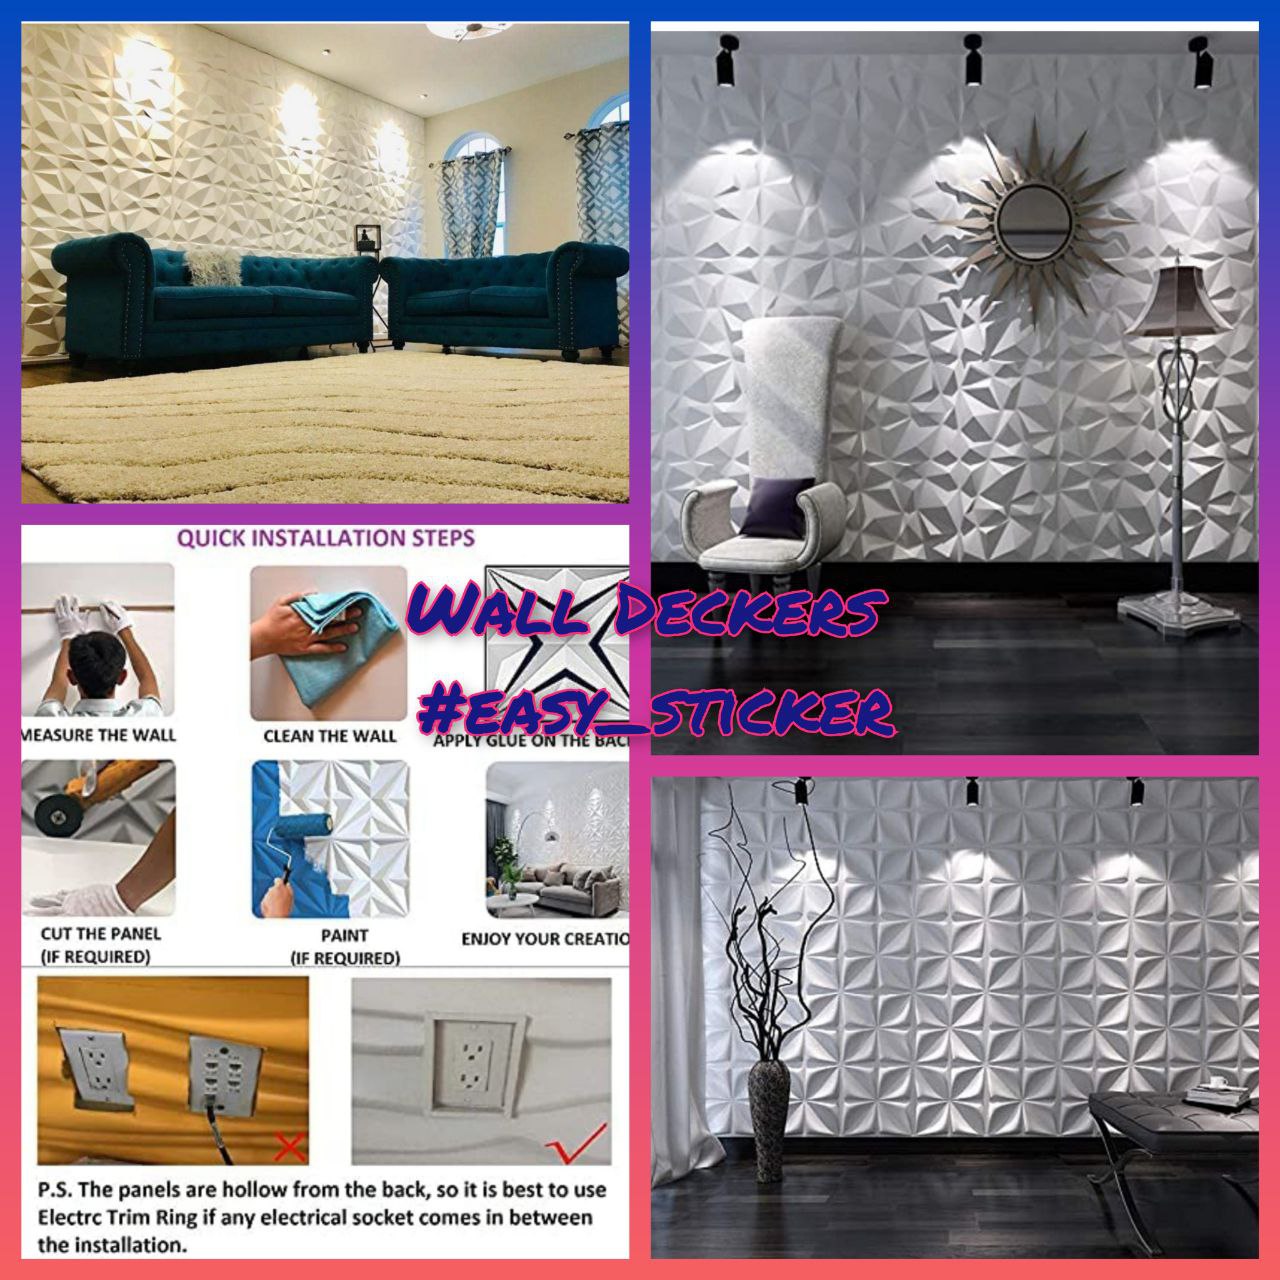 QUICK INSTALLATION STEPS
Wall Deckers
#easy_sticker
MEASURE THE WALL
CLEAN THE WALL
APPLY GLUE ON THE BACK
CUT THE PANEL
(IF REQUIRED)
PAINT
(IF REQUIRED)
ENJOY YOUR CREATIO
P.S. The panels are hollow from the back, so it is best to use
Electrc Trim Ring if any electrical socket comes in between
the installation.